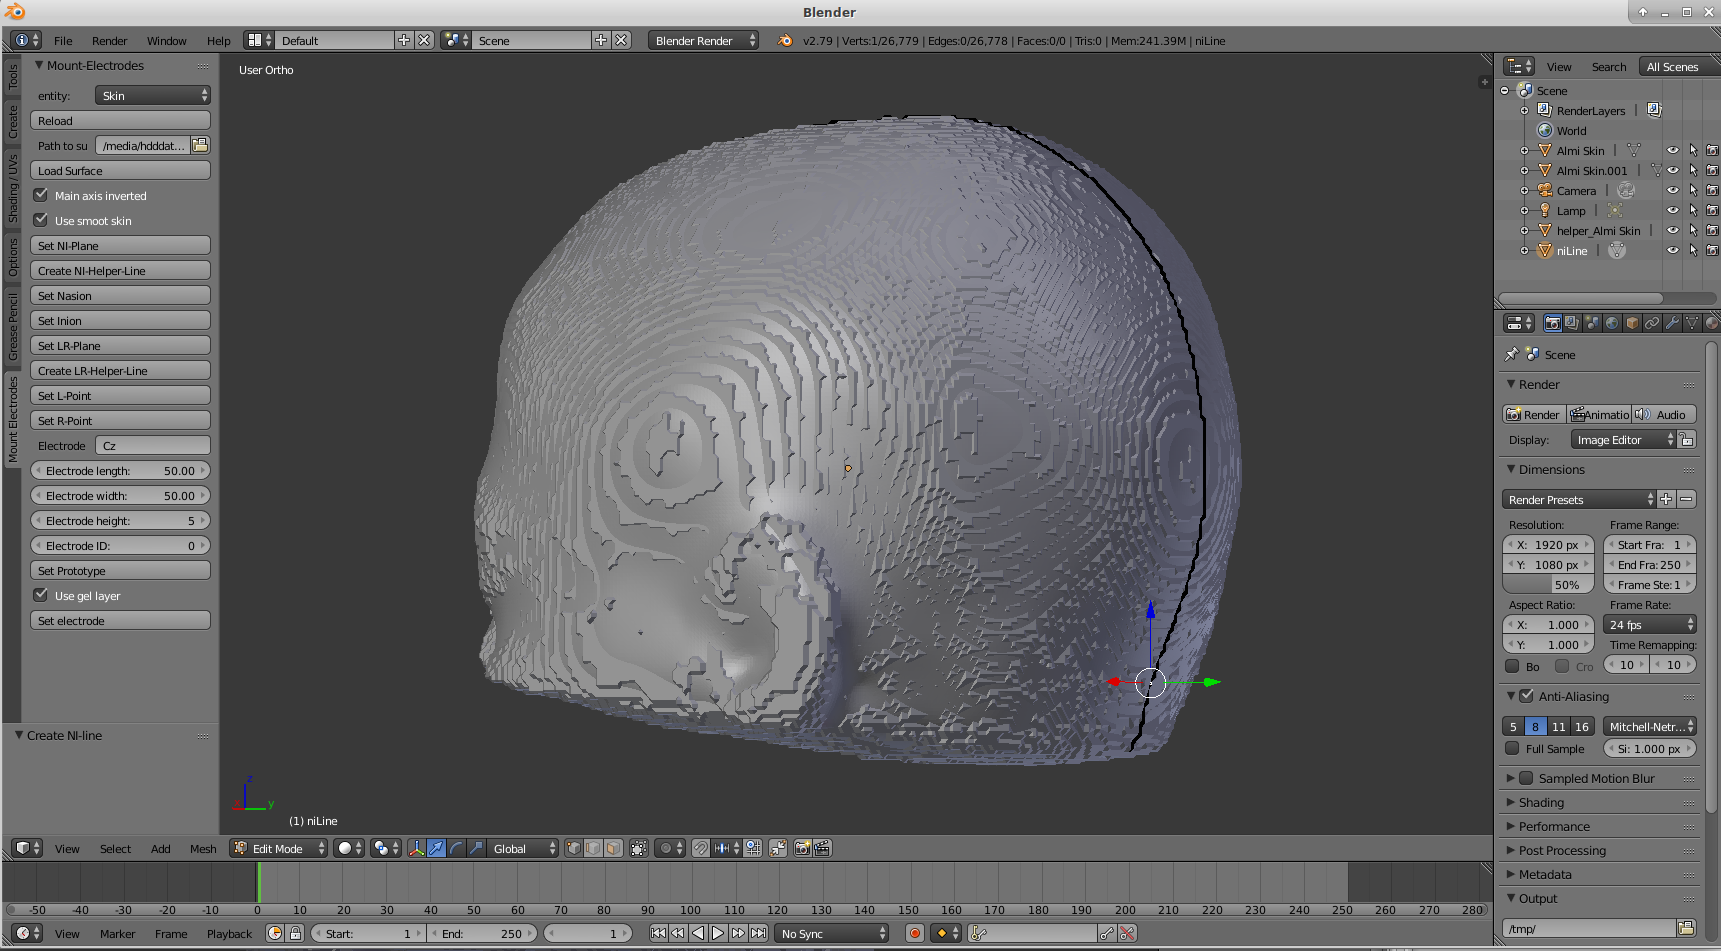 Blender
File Render Window Help Default Scene Blender Render v2.79 | Verts:1/26,779 | Edges:0/26,778 | Faces:0/0 | Tris:0 | Mem:241.39M | niLine
Tools
Create
Shading / UVs
Options
Grease Pencil
Mount Electrodes
Mount-Electrodes
entity: Skin
Reload
Path to su /media/hdddat...
Load Surface
Main axis inverted
Use smoot skin
Set NI-Plane
Create NI-Helper-Line
Set Nasion
Set Inion
Set LR-Plane
Create LR-Helper-Line
Set L-Point
Set R-Point
Electrode Cz
Electrode length: 50.00
Electrode width: 50.00
Electrode height: 5
Electrode ID: 0
Set Prototype
Use gel layer
Set electrode
Create NI-line
User Ortho
z
x y
(1) niLine
View Select Add Mesh Edit Mode Global
-50 -40 -30 -20 -10 0 10 20 30 40 50 60 70 80 90 100 110 120 130 140 150 160 170 180 190 200 210 220 230 240 250 260 270 280
View Marker Frame Playback Start: 1 End: 250 1 No Sync
View Search All Scenes
Scene
RenderLayers |
World
Almi Skin |
Almi Skin.001 |
Camera |
Lamp |
helper_Almi Skin |
niLine |
Scene
Render
Render Animatio Audio
Display: Image Editor
Dimensions
Render Presets
Resolution: Frame Range:
X: 1920 px Start Fra: 1
Y: 1080 px End Fra: 250
50% Frame Ste: 1
Aspect Ratio: Frame Rate:
X: 1.000 24 fps
Y: 1.000 Time Remapping:
Bo Cro 10 10
Anti-Aliasing
5 8 11 16 Mitchell-Netr...
Full Sample Si: 1.000 px
Sampled Motion Blur
Shading
Performance
Post Processing
Metadata
Output
/tmp/